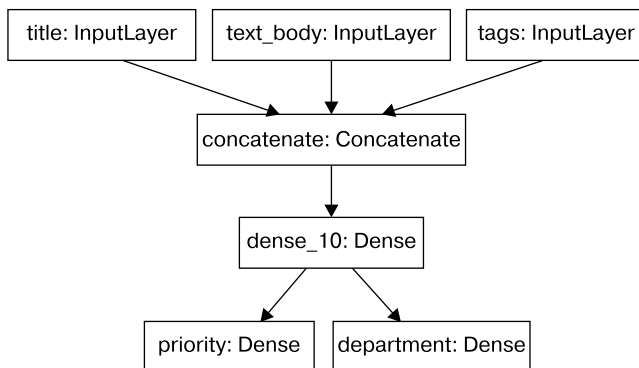 title: InputLayer
text_body: InputLayer
tags: InputLayer
concatenate: Concatenate
dense_10: Dense
priority: Dense
department: Dense